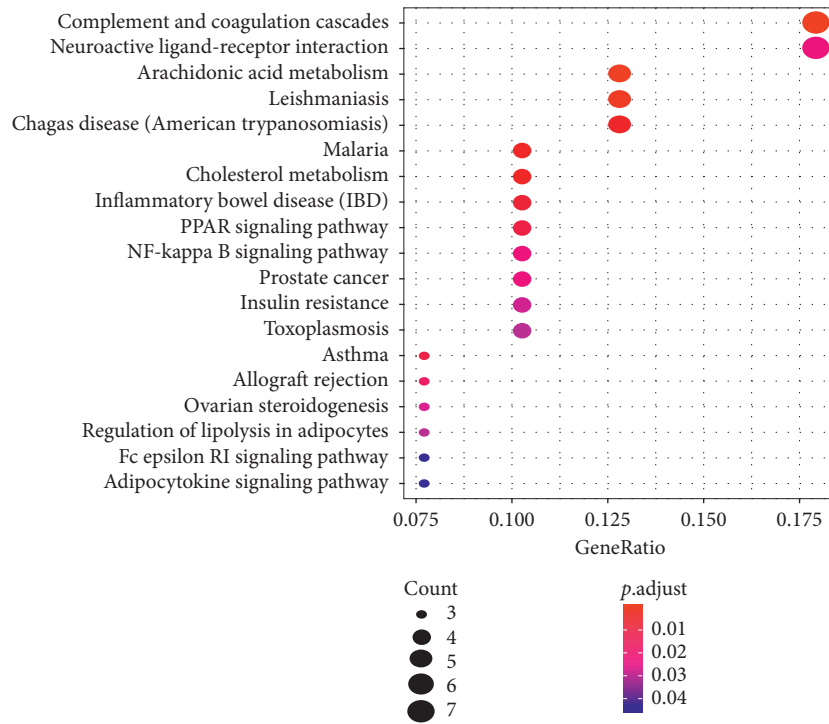 Complement and coagulation cascades
Neuroactive ligand-receptor interaction
Arachidonic acid metabolism
Leishmaniasis
Chagas disease (American trypanosomiasis)
Malaria
Cholesterol metabolism
Inflammatory bowel disease (IBD)
PPAR signaling pathway
NF-kappa B signaling pathway
Prostate cancer
Insulin resistance
Toxoplasmosis
Asthma
Allograft rejection
Ovarian steroidogenesis
Regulation of lipolysis in adipocytes
Fc epsilon RI signaling pathway
Adipocytokine signaling pathway
0.075 0.100 0.125 0.150 0.175
GeneRatio
Count
3
4
5
6
7
p.adjust
0.01
0.02
0.03
0.04